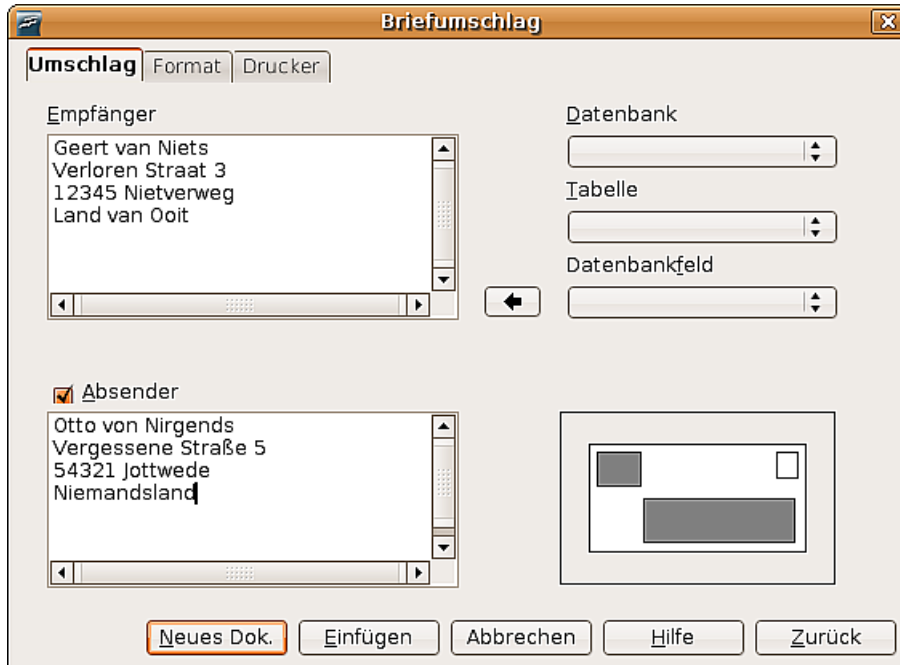 Briefumschlag
Umschlag Format Drucker
Empfänger
Geert van Niets
Verloren Straat 3
12345 Nietverweg
Land van Ooit
Datenbank
Tabelle
Datenbankfeld
Absender
Otto von Nirgends
Vergessene Straße 5
54321 Jottwede
Niemandsland
Neues Dok. Einfügen Abbrechen Hilfe Zurück